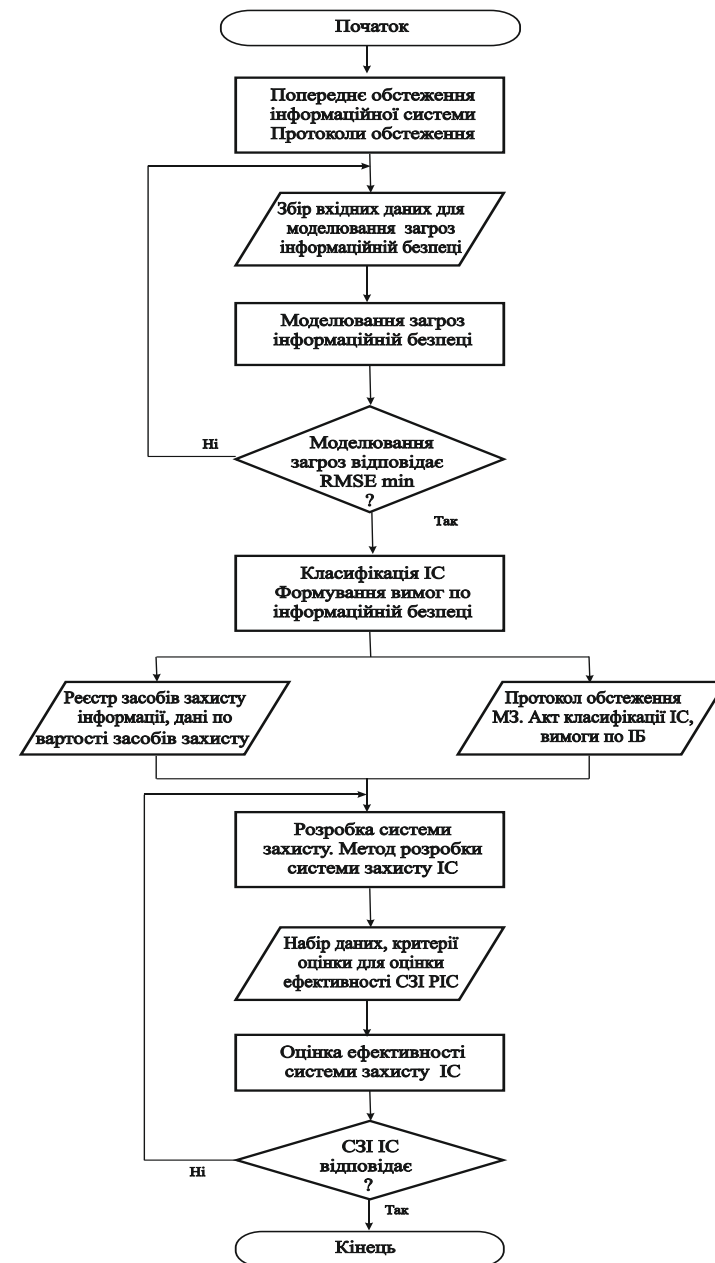 Початок
Попереднє обстеження
інформаційної системи
Протоколи обстеження
Збір вхідних даних для
моделювання загроз
інформаційній безпеці
Моделювання загроз
інформаційній безпеці
Ні
Моделювання
загроз відповідає
RMSE min
?
Так
Класифікація ІС
Формування вимог по
інформаційній безпеці
Реєстр засобів захисту
інформації, дані по
вартості засобів захисту
Протокол обстеження
МЗ. Акт класифікації ІС,
вимоги по ІБ
Розробка системи
захисту. Метод розробки
системи захисту ІС
Набір даних, критерії
оцінки для оцінки
ефективності СЗІ РІС
Оцінка ефективності
системи захисту ІС
СЗІ ІС
відповідає
?
Ні
Так
Кінець